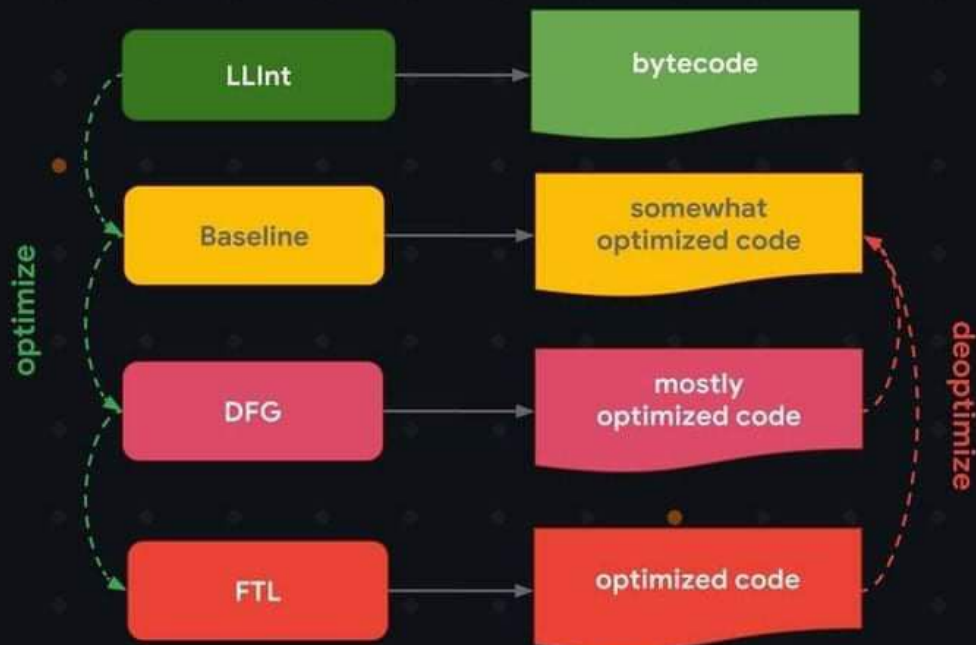 LLInt
bytecode
Baseline
somewhat
optimized code
optimize
DFG
mostly
optimized code
deoptimize
FTL
optimized code